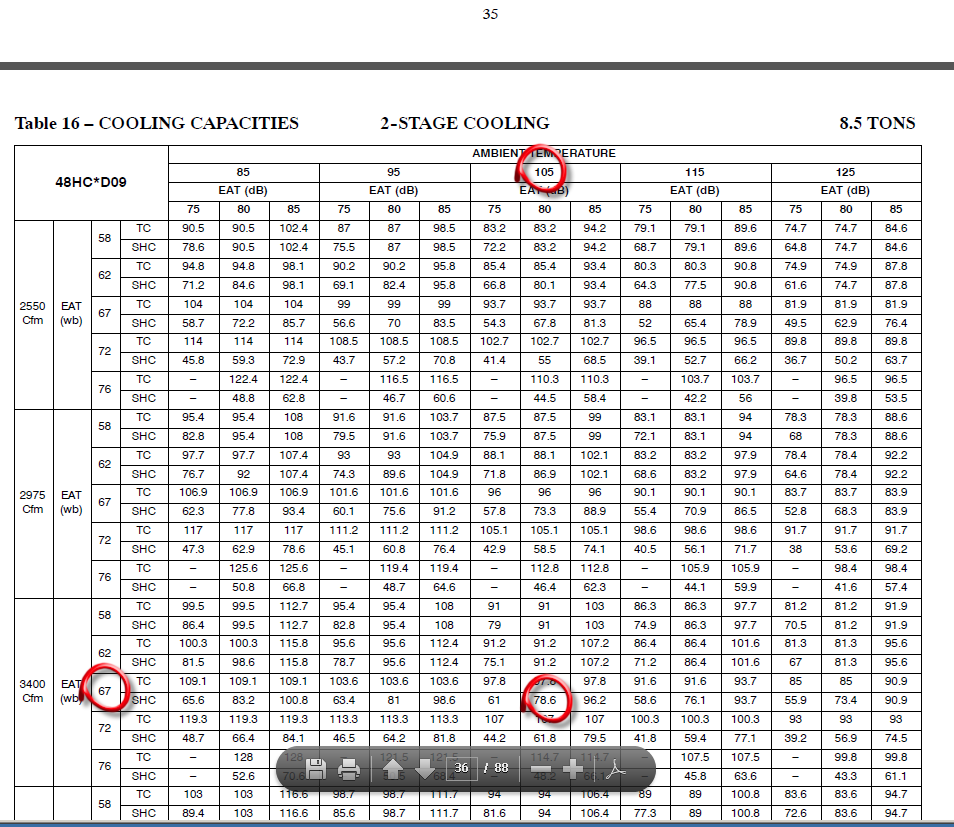 35
Table 16 – COOLING CAPACITIES 2-STAGE COOLING 8.5 TONS
48HC*D09 AMBIENT TEMPERATURE
85 95 105 115 125
EAT (dB) EAT (dB) EAT (dB) EAT (dB) EAT (dB)
75 80 85 75 80 85 75 80 85 75 80 85 75 80 85
2550 Cfm EAT (wb) 58 TC 90.5 90.5 102.4 87 87 98.5 83.2 83.2 94.2 79.1 79.1 89.6 74.7 74.7 84.6
SHC 78.6 90.5 102.4 75.5 87 98.5 72.2 83.2 94.2 68.7 79.1 89.6 64.8 74.7 84.6
62 TC 94.8 94.8 98.1 90.2 90.2 95.8 85.4 85.4 93.4 80.3 80.3 90.8 74.9 74.9 87.8
SHC 71.2 84.6 98.1 69.1 82.4 95.8 66.8 80.1 93.4 64.3 77.5 90.8 61.6 74.7 87.8
67 TC 104 104 104 99 99 99 93.7 93.7 93.7 88 88 88 81.9 81.9 81.9
SHC 58.7 72.2 85.7 56.6 70 83.5 54.3 67.8 81.3 52 65.4 78.9 49.5 62.9 76.4
72 TC 114 114 114 108.5 108.5 108.5 102.7 102.7 102.7 96.5 96.5 96.5 89.8 89.8 89.8
SHC 45.8 59.3 72.9 43.7 57.2 70.8 41.4 55 68.5 39.1 52.7 66.2 36.7 50.2 63.7
76 TC – 122.4 122.4 – 116.5 116.5 – 110.3 110.3 – 103.7 103.7 – 96.5 96.5
SHC – 48.8 62.8 – 46.7 60.6 – 44.5 58.4 – 42.2 56 – 39.8 53.5
2975 Cfm EAT (wb) 58 TC 95.4 95.4 108 91.6 91.6 103.7 87.5 87.5 99 83.1 83.1 94 78.3 78.3 88.6
SHC 82.8 95.4 108 79.5 91.6 103.7 75.9 87.5 99 72.1 83.1 94 68 78.3 88.6
62 TC 97.7 97.7 107.4 93 93 104.9 88.1 88.1 102.1 83.2 83.2 97.9 78.4 78.4 92.2
SHC 76.7 92 107.4 74.3 89.6 104.9 71.8 86.9 102.1 68.6 83.2 97.9 64.6 78.4 92.2
67 TC 106.9 106.9 106.9 101.6 101.6 101.6 96 96 96 90.1 90.1 90.1 83.7 83.7 83.9
SHC 62.3 77.8 93.4 60.1 75.6 91.2 57.8 73.3 88.9 55.4 70.9 86.5 52.8 68.3 83.9
72 TC 117 117 117 111.2 111.2 111.2 105.1 105.1 105.1 98.6 98.6 98.6 91.7 91.7 91.7
SHC 47.3 62.9 78.6 45.1 60.8 76.4 42.9 58.5 74.1 40.5 56.1 71.7 38 53.6 69.2
76 TC – 125.6 125.6 – 119.4 119.4 – 112.8 112.8 – 105.9 105.9 – 98.4 98.4
SHC – 50.8 66.8 – 48.7 64.6 – 46.4 62.3 – 44.1 59.9 – 41.6 57.4
3400 Cfm EAT (wb) 58 TC 99.5 99.5 112.7 95.4 95.4 108 91 91 103 86.3 86.3 97.7 81.2 81.2 91.9
SHC 86.4 99.5 112.7 82.8 95.4 108 79 91 103 74.9 86.3 97.7 70.5 81.2 91.9
62 TC 100.3 100.3 115.8 95.6 95.6 112.4 91.2 91.2 107.2 86.4 86.4 101.6 81.3 81.3 95.6
SHC 81.5 98.6 115.8 78.7 95.6 112.4 75.1 91.2 107.2 71.2 86.4 101.6 67 81.3 95.6
67 TC 109.1 109.1 109.1 103.6 103.6 103.6 97.8 97.8 97.8 91.6 91.6 93.7 85 85 90.9
SHC 65.6 83.2 100.8 63.4 81 98.6 61 78.6 96.2 58.6 76.1 93.7 55.9 73.4 90.9
72 TC 119.3 119.3 119.3 113.3 113.3 113.3 107 107 107 100.3 100.3 100.3 93 93 93
SHC 48.7 66.4 84.1 46.5 64.2 81.8 44.2 61.8 79.5 41.8 59.4 77.1 39.2 56.9 74.5
76 TC – 128 128 – 121.5 121.5 – 114.7 114.7 – 107.5 107.5 – 99.8 99.8
SHC – 52.6 70.6 68.4 – 48.2 66.1 45.8 63.6 – 43.3 61.1
36 / 88
58 TC 103 103 116.6 98.7 98.7 111.7 94 94 106.4 89 89 100.8 83.6 83.6 94.7
SHC 89.4 103 116.6 85.6 98.7 111.7 81.6 94 106.4 77.3 89 100.8 72.6 83.6 94.7